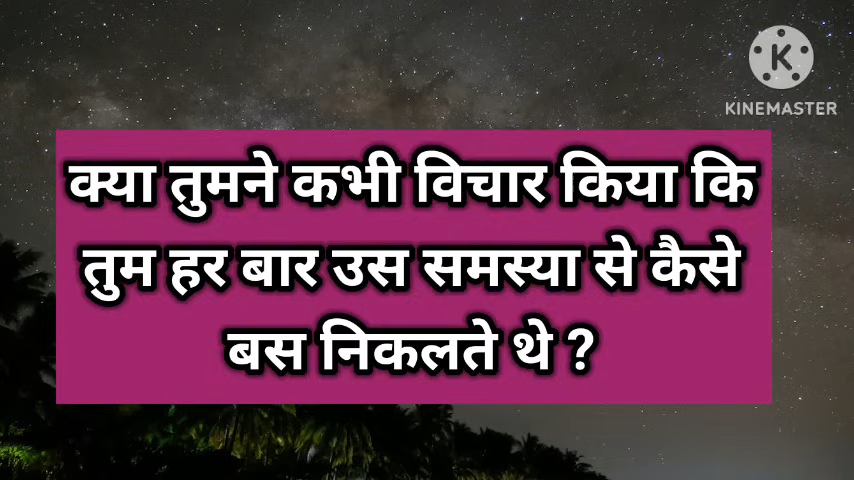 KINEMASTER
क्या तुमने कभी विचार किया कि
तुम हर बार उस समस्या से कैसे
बस निकलते थे ?